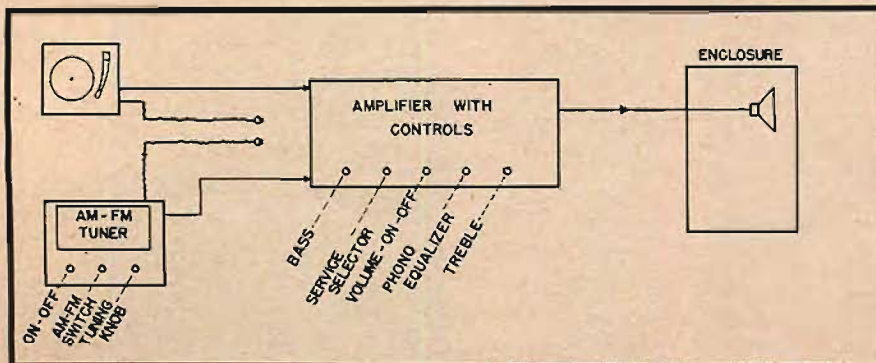 ENCLOSURE
AMPLIFIER WITH
CONTROLS
BASS
SERVICE
SELECTOR
VOLUME-ON-OFF
PHONO
EQUALIZER
TREBLE
AM-FM
TUNER
ON-OFF
AM-FM
SWITCH
TUNING
KNOB